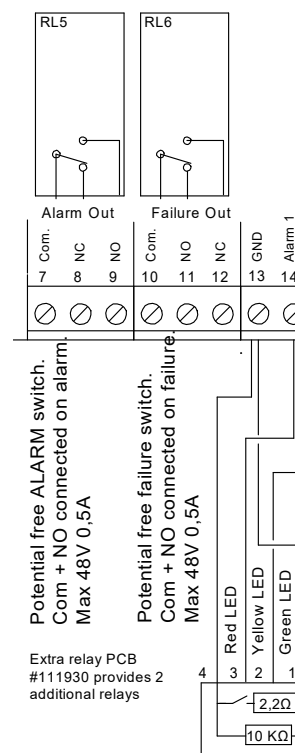 RL5
RL6
Alarm Out
Failure Out
Com.
NC
NO
Com.
NO
NC
GND
Alarm 1
7
8
9
10
11
12
13
14
Potential free ALARM switch.
Com + NO connected on alarm.
Max 48V 0,5A
Potential free failure switch.
Com + NO connected on failure.
Max 48V 0,5A
Red LED
Yellow LED
Green LED
Extra relay PCB
#111930 provides 2
additional relays
4
3
2
1
2,2Ω
10 KΩ